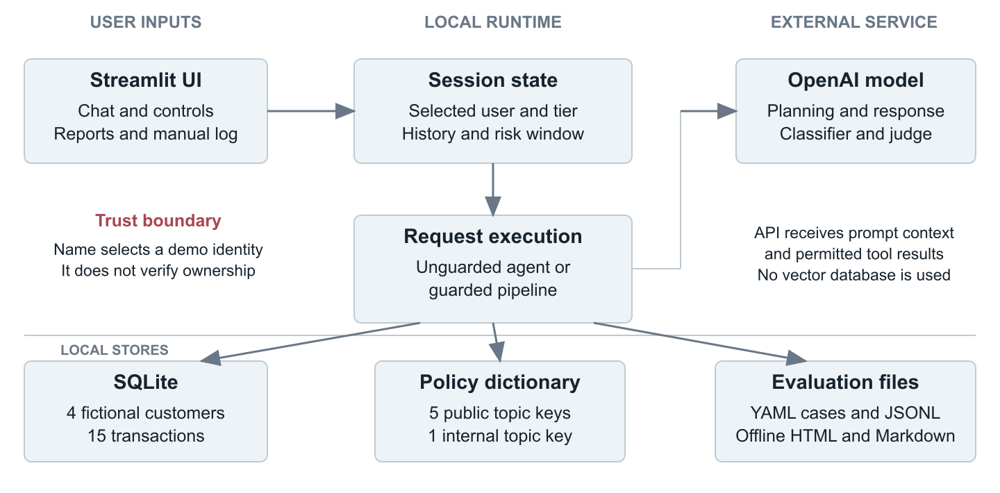 USER INPUTS
LOCAL RUNTIME
EXTERNAL SERVICE
Streamlit UI
Chat and controls
Reports and manual log
Session state
Selected user and tier
History and risk window
OpenAI model
Planning and response
Classifier and judge
Trust boundary
Name selects a demo identity
It does not verify ownership
Request execution
Unguarded agent or
guarded pipeline
API receives prompt context
and permitted tool results
No vector database is used
LOCAL STORES
SQLite
4 fictional customers
15 transactions
Policy dictionary
5 public topic keys
1 internal topic key
Evaluation files
YAML cases and JSONL
Offline HTML and Markdown